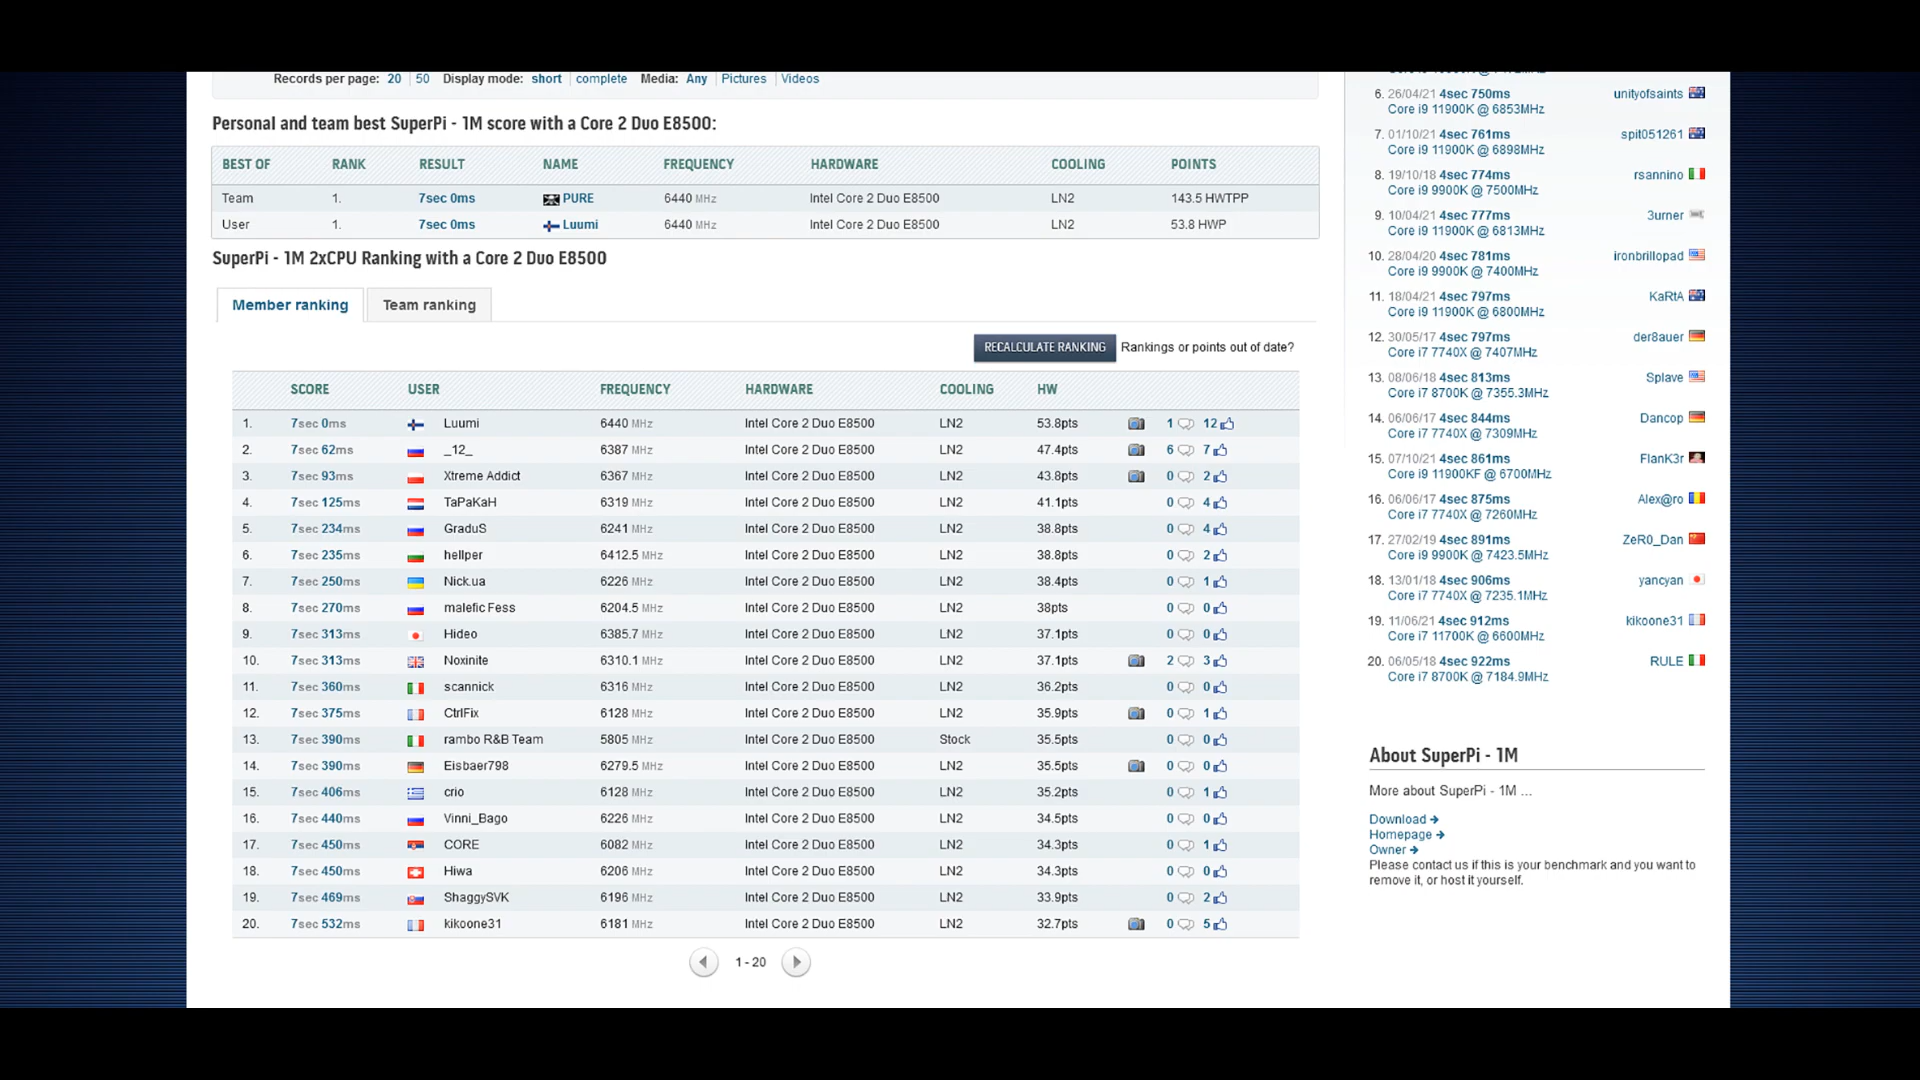 Records per page: 20 | 50 Display mode: short | complete Media: Any | Pictures | Videos
Personal and team best SuperPi - 1M score with a Core 2 Duo E8500:
BEST OF RANK RESULT NAME FREQUENCY HARDWARE COOLING POINTS
Team 1. 7sec 0ms PURE 6440 MHz Intel Core 2 Duo E8500 LN2 143.5 HWTPP
User 1. 7sec 0ms Luumi 6440 MHz Intel Core 2 Duo E8500 LN2 53.8 HWP
SuperPi - 1M 2xCPU Ranking with a Core 2 Duo E8500
Member ranking Team ranking
RECALCULATE RANKING Rankings or points out of date?
SCORE USER FREQUENCY HARDWARE COOLING HW
1. 7sec 0ms Luumi 6440 MHz Intel Core 2 Duo E8500 LN2 53.8pts 1 12
2. 7sec 62ms _12_ 6387 MHz Intel Core 2 Duo E8500 LN2 47.4pts 6 7
3. 7sec 93ms Xtreme Addict 6367 MHz Intel Core 2 Duo E8500 LN2 43.8pts 0 2
4. 7sec 125ms TaPaKaH 6319 MHz Intel Core 2 Duo E8500 LN2 41.1pts 0 4
5. 7sec 234ms GraduS 6241 MHz Intel Core 2 Duo E8500 LN2 38.8pts 0 4
6. 7sec 235ms hellper 6412.5 MHz Intel Core 2 Duo E8500 LN2 38.8pts 0 2
7. 7sec 250ms Nick.ua 6226 MHz Intel Core 2 Duo E8500 LN2 38.4pts 0 1
8. 7sec 270ms malefic Fess 6204.5 MHz Intel Core 2 Duo E8500 LN2 38pts 0 0
9. 7sec 313ms Hideo 6385.7 MHz Intel Core 2 Duo E8500 LN2 37.1pts 0 0
10. 7sec 313ms Noxinite 6310.1 MHz Intel Core 2 Duo E8500 LN2 37.1pts 2 3
11. 7sec 360ms scannick 6316 MHz Intel Core 2 Duo E8500 LN2 36.2pts 0 0
12. 7sec 375ms CtrlFix 6128 MHz Intel Core 2 Duo E8500 LN2 35.9pts 0 1
13. 7sec 390ms rambo R&B Team 5805 MHz Intel Core 2 Duo E8500 Stock 35.5pts 0 0
14. 7sec 390ms Eisbaer798 6279.5 MHz Intel Core 2 Duo E8500 LN2 35.5pts 0 0
15. 7sec 406ms crio 6128 MHz Intel Core 2 Duo E8500 LN2 35.2pts 0 1
16. 7sec 440ms Vinni_Bago 6226 MHz Intel Core 2 Duo E8500 LN2 34.5pts 0 0
17. 7sec 450ms CORE 6082 MHz Intel Core 2 Duo E8500 LN2 34.3pts 0 1
18. 7sec 450ms Hiwa 6206 MHz Intel Core 2 Duo E8500 LN2 34.3pts 0 0
19. 7sec 469ms ShaggySVK 6196 MHz Intel Core 2 Duo E8500 LN2 33.9pts 0 2
20. 7sec 532ms kikoone31 6181 MHz Intel Core 2 Duo E8500 LN2 32.7pts 0 5
1 - 20
6. 26/04/21 4sec 750ms unityofsaints
Core i9 11900K @ 6853MHz
7. 01/10/21 4sec 761ms spit051261
Core i9 11900K @ 6898MHz
8. 19/10/18 4sec 774ms rsannino
Core i9 9900K @ 7500MHz
9. 10/04/21 4sec 777ms 3urner
Core i9 11900K @ 6813MHz
10. 28/04/20 4sec 781ms ironbrillopad
Core i9 9900K @ 7400MHz
11. 18/04/21 4sec 797ms KaRtA
Core i9 11900K @ 6800MHz
12. 30/05/17 4sec 797ms der8auer
Core i7 7740X @ 7407MHz
13. 08/06/18 4sec 813ms Splave
Core i7 8700K @ 7355.3MHz
14. 06/06/17 4sec 844ms Dancop
Core i7 7740X @ 7309MHz
15. 07/10/21 4sec 861ms FlanK3r
Core i9 11900KF @ 6700MHz
16. 06/06/17 4sec 875ms Alex@ro
Core i7 7740X @ 7260MHz
17. 27/02/19 4sec 891ms ZeR0_Dan
Core i9 9900K @ 7423.5MHz
18. 13/01/18 4sec 906ms yancyan
Core i7 7740X @ 7235.1MHz
19. 11/06/21 4sec 912ms kikoone31
Core i7 11700K @ 6600MHz
20. 06/05/18 4sec 922ms RULE
Core i7 8700K @ 7184.9MHz
About SuperPi - 1M
More about SuperPi - 1M ...
Download
Homepage
Owner
Please contact us if this is your benchmark and you want to
remove it, or host it yourself.